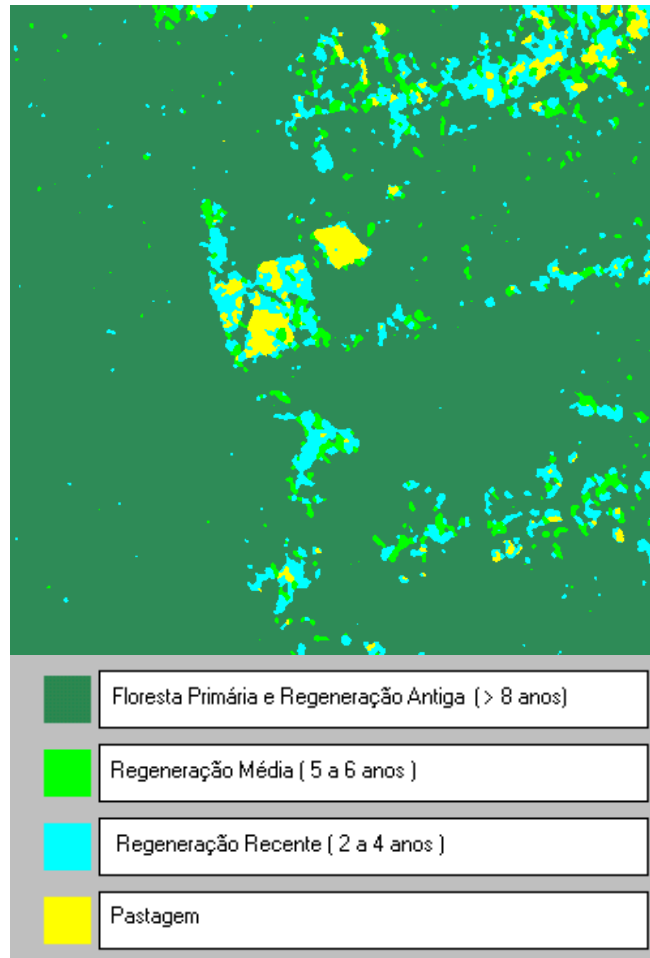 Floresta Primária e Regeneração Antiga ( > 8 anos)
Regeneração Média ( 5 a 6 anos )
Regeneração Recente ( 2 a 4 anos )
Pastagem